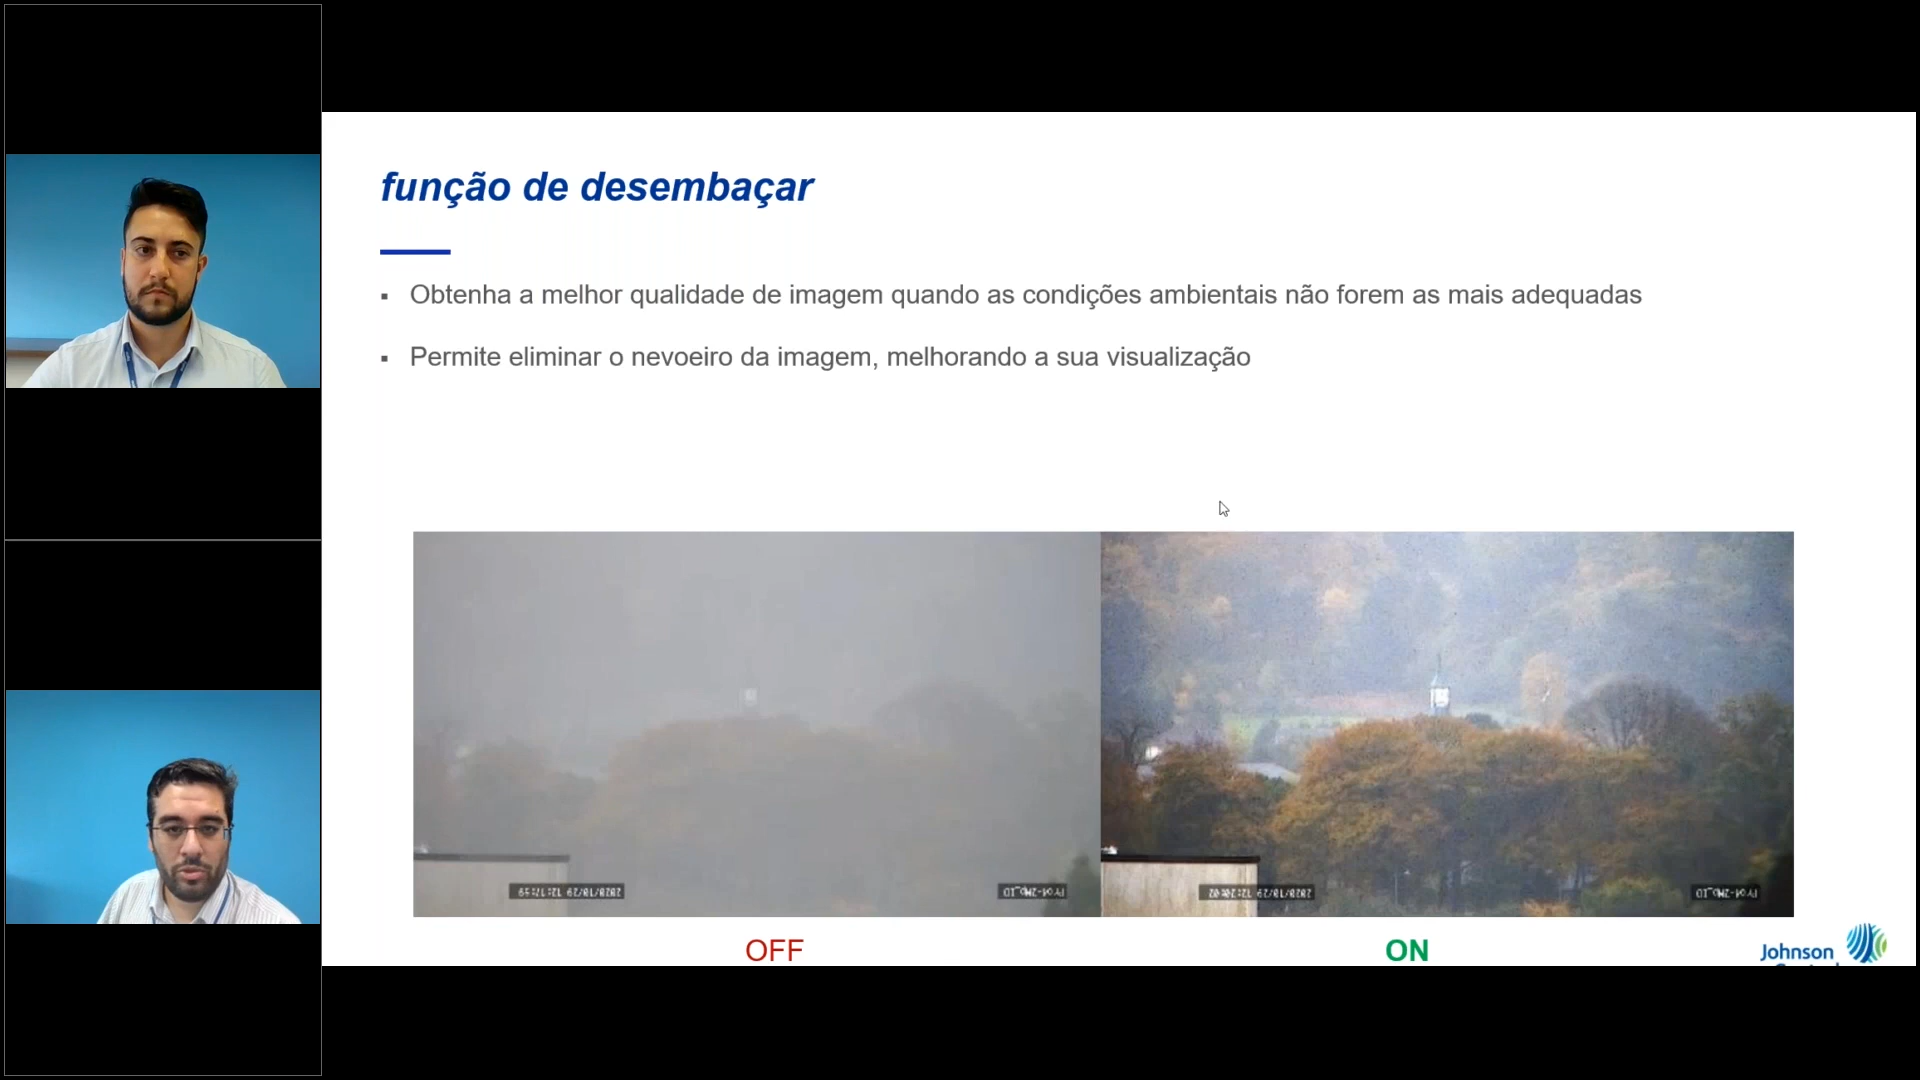 função de desembaçar
Obtenha a melhor qualidade de imagem quando as condições ambientais não forem as mais adequadas
Permite eliminar o nevoeiro da imagem, melhorando a sua visualização
OFF
ON
Johnson